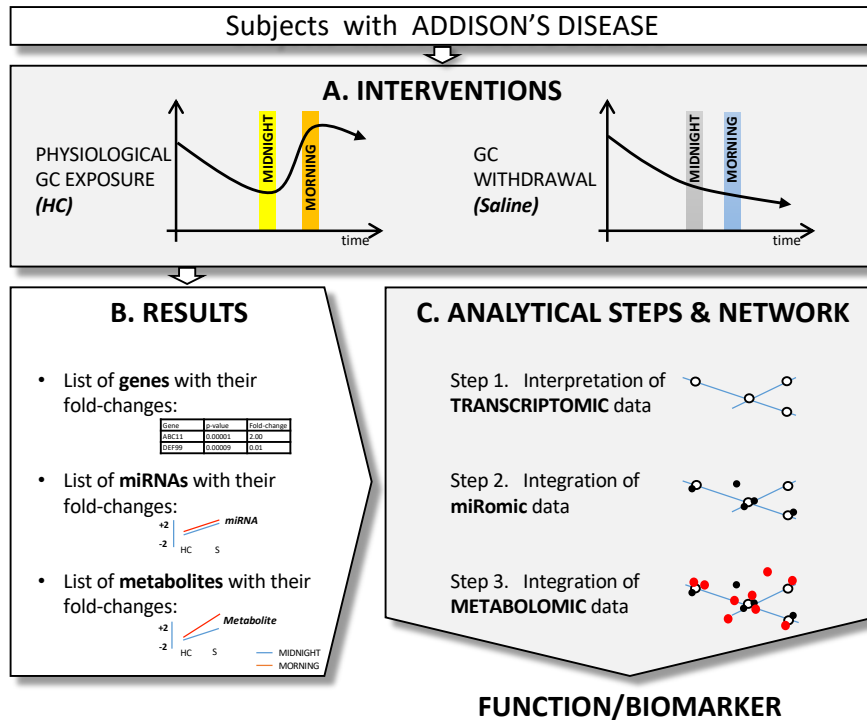 Subjects with ADDISON'S DISEASE
A. INTERVENTIONS
PHYSIOLOGICAL
GC EXPOSURE
(HC)
MIDNIGHT
MORNING
time
GC
WITHDRAWAL
(Saline)
MIDNIGHT
MORNING
time
B. RESULTS
• List of genes with their
fold-changes:
Gene p-value Fold-change
ABC11 0.00001 2.00
DEF99 0.00009 0.01
• List of miRNAs with their
fold-changes:
+2
-2
miRNA
HC S
• List of metabolites with their
fold-changes:
+2
-2
Metabolite
HC S
MIDNIGHT
MORNING
C. ANALYTICAL STEPS & NETWORK
Step 1. Interpretation of
TRANSCRIPTOMIC data
Step 2. Integration of
miRomic data
Step 3. Integration of
METABOLOMIC data
FUNCTION/BIOMARKER